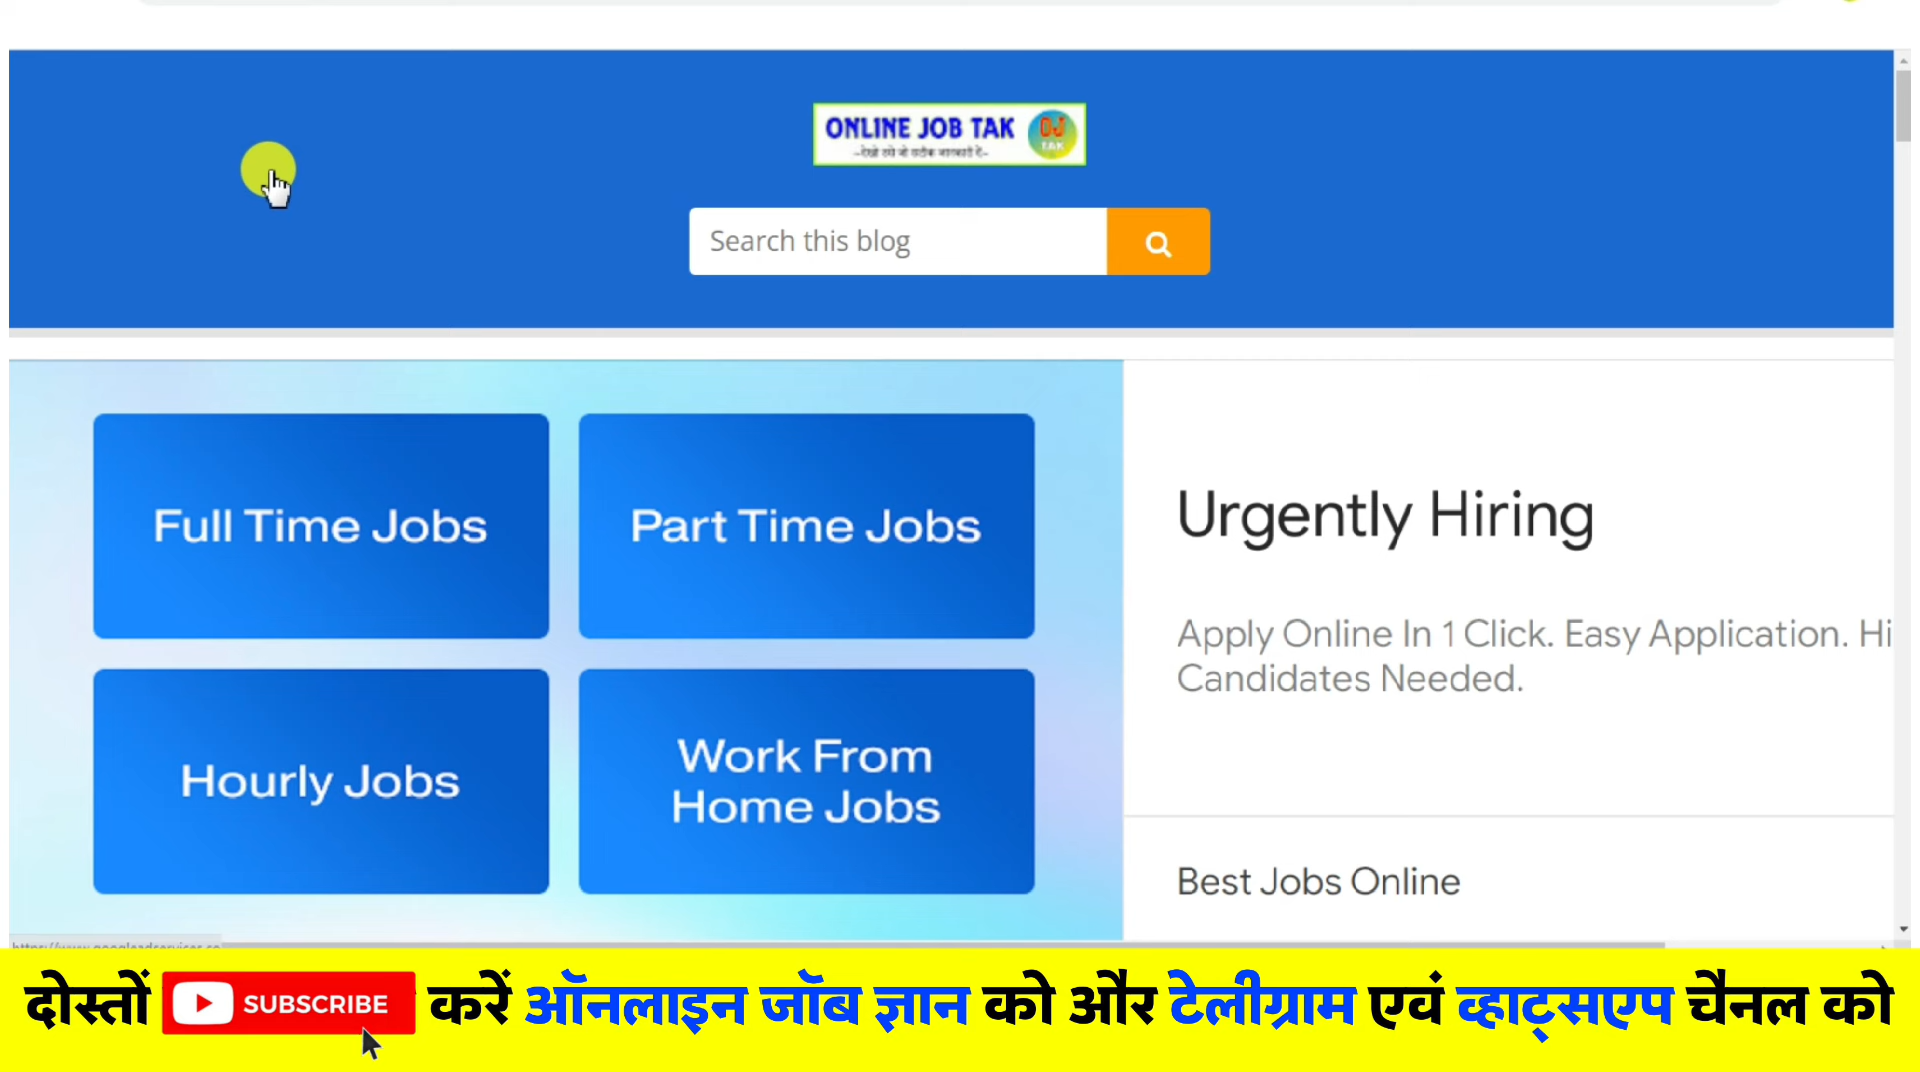 ONLINE JOB TAK
OJ
TAK
Search this blog
Full Time Jobs
Part Time Jobs
Hourly Jobs
Work From
Home Jobs
Urgently Hiring
Apply Online In 1 Click. Easy Application. Hi
Candidates Needed.
Best Jobs Online
दोस्तों SUBSCRIBE करें ऑनलाइन जॉब ज्ञान को और टेलीग्राम एवं व्हाट्सएप चैनल को